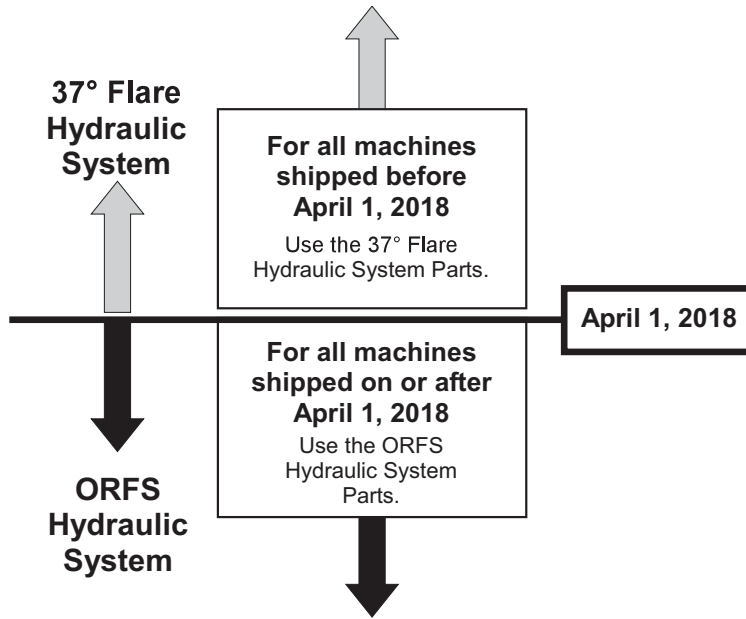 37° Flare
Hydraulic
System
For all machines
shipped before
April 1, 2018
Use the 37° Flare
Hydraulic System Parts.
April 1, 2018
For all machines
shipped on or after
April 1, 2018
Use the ORFS
Hydraulic System
Parts.
ORFS
Hydraulic
System